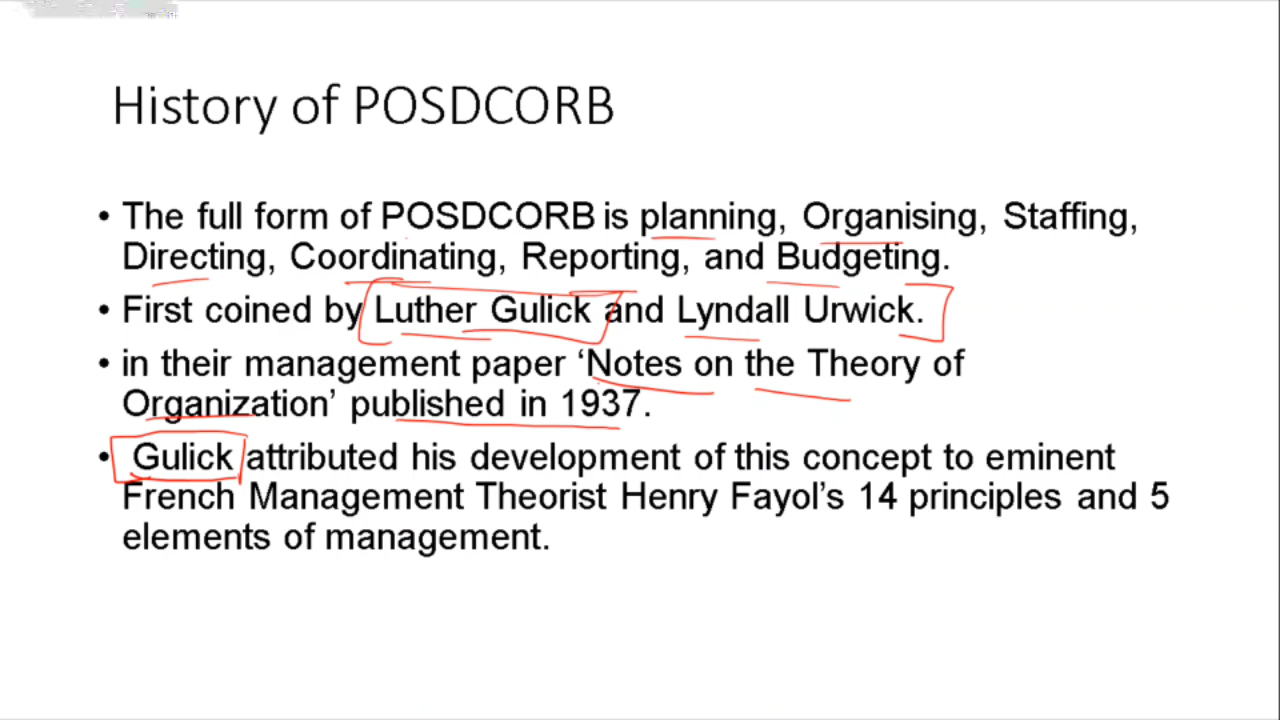 History of POSDCORB
• The full form of POSDCORB is planning, Organising, Staffing,
Directing, Coordinating, Reporting, and Budgeting.
• First coined by Luther Gulick and Lyndall Urwick.
• in their management paper ‘Notes on the Theory of
Organization’ published in 1937.
• Gulick attributed his development of this concept to eminent
French Management Theorist Henry Fayol’s 14 principles and 5
elements of management.